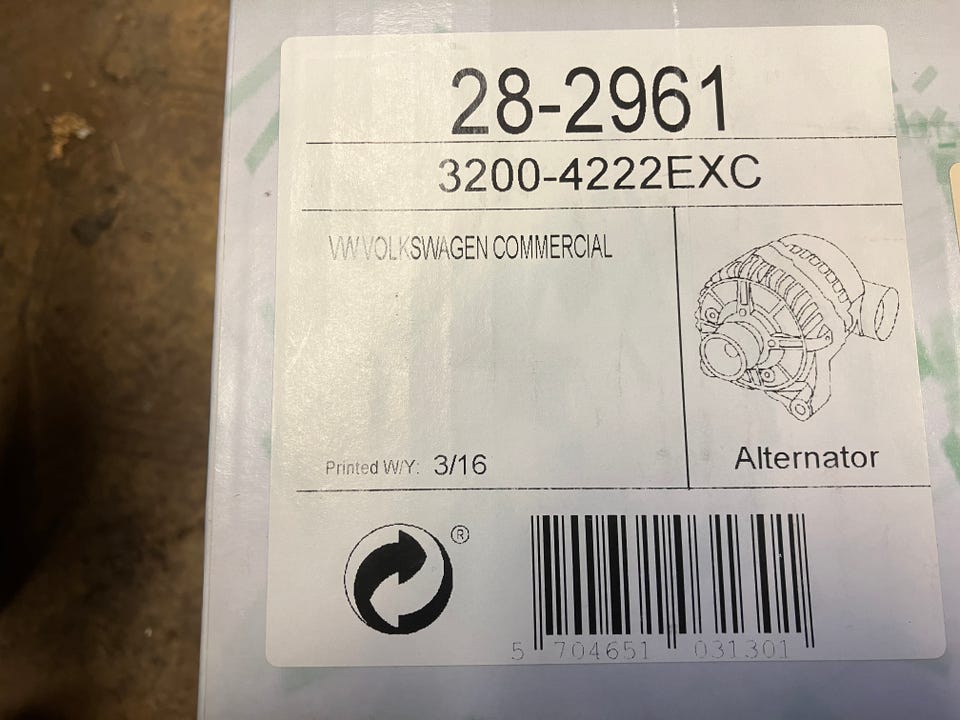 28-2961
3200-4222EXC
VW VOLKSWAGEN COMMERCIAL
Printed W/Y: 3/16
Alternator
®
5 704651 031301